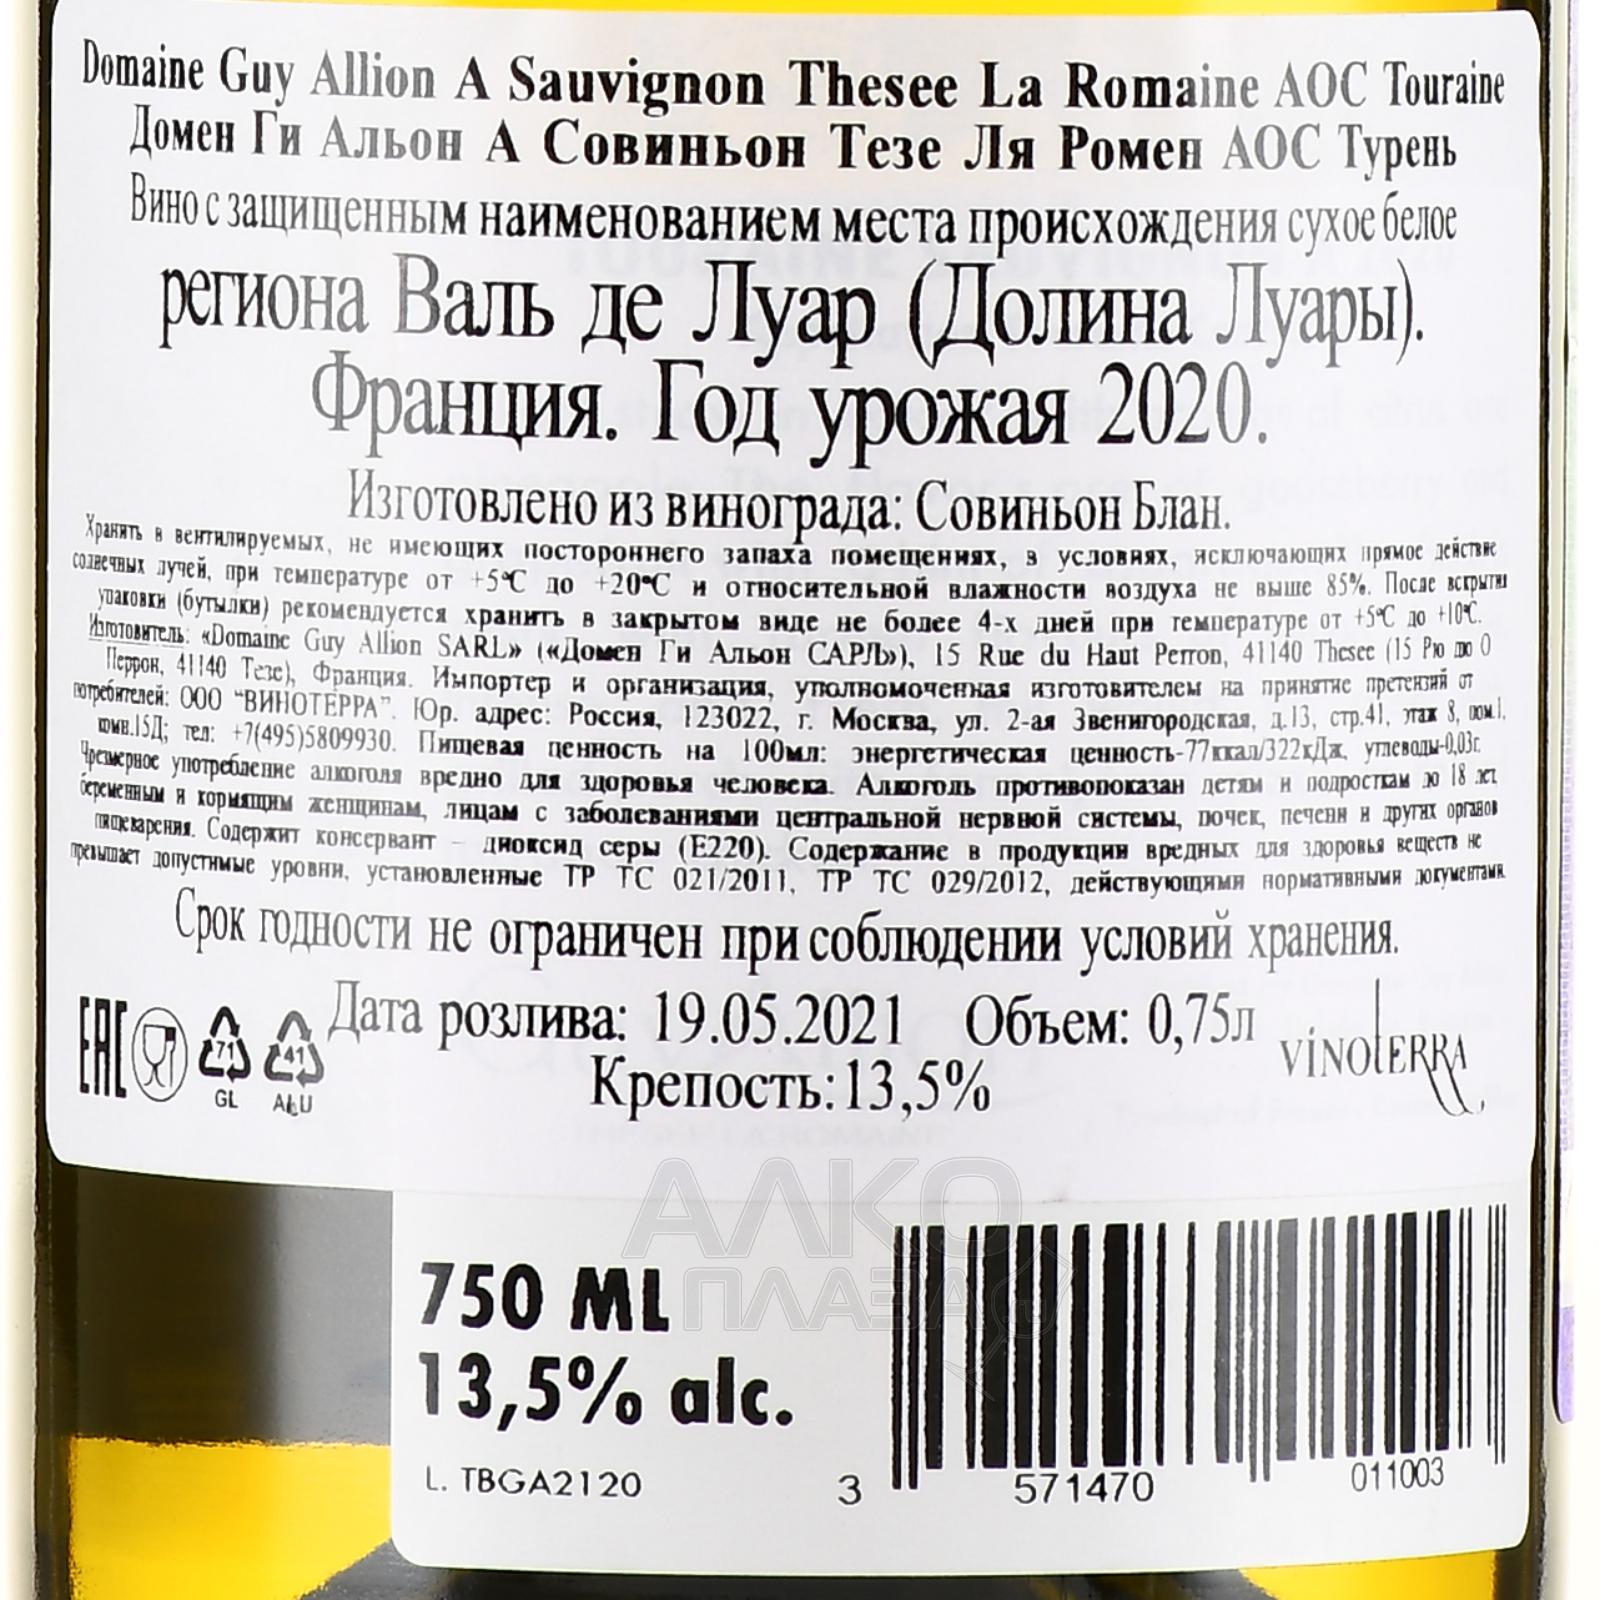 Domaine Guy Allion A Sauvignon Thesee La Romaine AOC Touraine
Домен Ги Альон А Совиньон Тезе Ля Ромен АОС Турень
Вино с защищенным наименованием места происхождения сухое белое
региона Валь де Луар (Долина Луары).
Франция. Год урожая 2020.
Изготовлено из винограда: Совиньон Блан.
Хранить в вентилируемых, не имеющих постороннего запаха помещениях, в условиях, исключающих прямое действие
солнечных лучей, при температуре от +5°С до +20°С и относительной влажности воздуха не выше 85%. После вскрытия
упаковки (бутылки) рекомендуется хранить в закрытом виде не более 4-х дней при температуре от +5°С до +10°С.
Изготовитель: «Domaine Guy Allion SARL» («Домен Ги Альон САРЛ»), 15 Rue du Haut Perron, 41140 Thesee (15 Рю дю О
Перрон, 41140 Тезе), Франция. Импортер и организация, уполномоченная изготовителем на принятие претензий от
потребителей: ООО "ВИНОТЕРРА". Юр. адрес: Россия, 123022, г. Москва, ул. 2-ая Звенигородская, д.13, стр.41, этаж 8, пом.I,
комн.15Д; тел: +7(495)5809930. Пищевая ценность на 100мл: энергетическая ценность-77ккал/322кДж, углеводы-0,03г.
Чрезмерное употребление алкоголя вредно для здоровья человека. Алкоголь противопоказан детям и подросткам до 18 лет,
беременным и кормящим женщинам, лицам с заболеваниями центральной нервной системы, почек, печени и других органов
пищеварения. Содержит консервант – диоксид серы (Е220). Содержание в продукции вредных для здоровья веществ не
превышает допустимые уровни, установленные ТР ТС 021/2011, ТР ТС 029/2012, действующими нормативными документами.
Срок годности не ограничен при соблюдении условий хранения.
EAC 71 GL 41 ALU
Дата розлива: 19.05.2021 Объем: 0,75л
Крепость:13,5%
VINOTERRA
АЛКО
ПЛАЗА
750 ML
13,5% alc.
L. TBGA2120
3 571470 011003